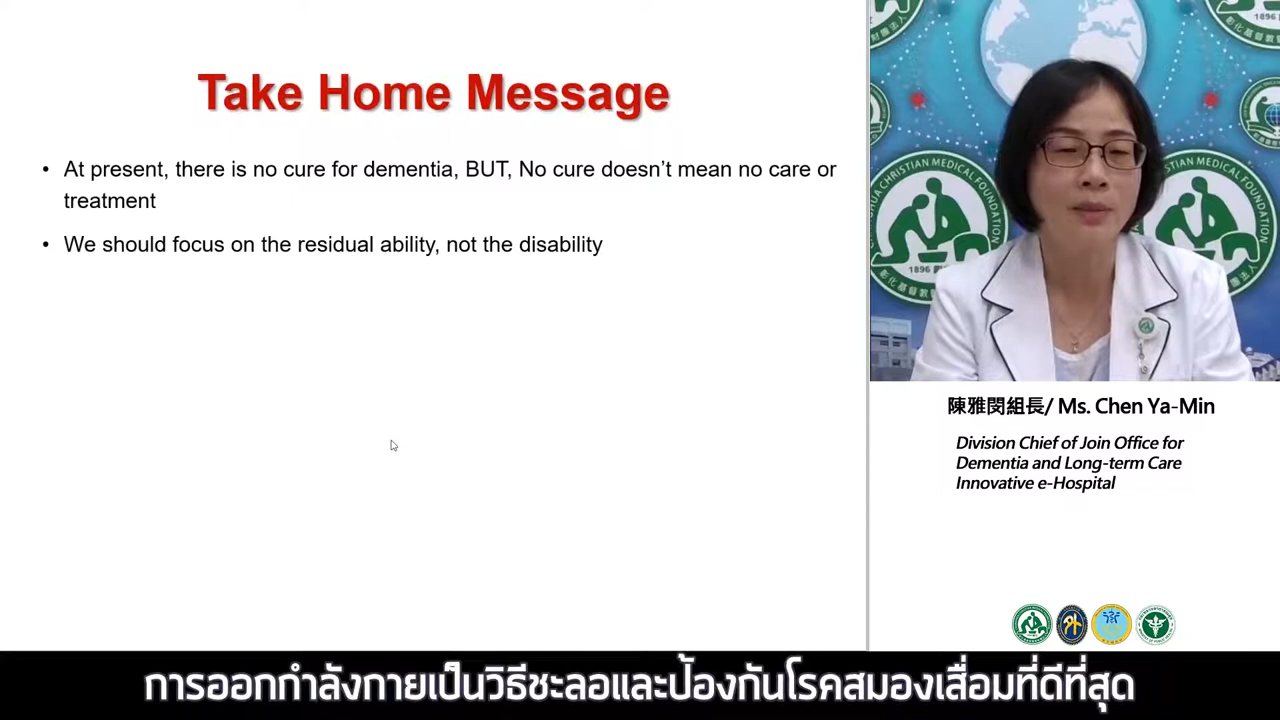 Take Home Message
• At present, there is no cure for dementia, BUT, No cure doesn’t mean no care or
treatment
• We should focus on the residual ability, not the disability
CHRISTIAN MEDICAL FOUNDATION
1896
陳雅閔組長/ Ms. Chen Ya-Min
Division Chief of Join Office for
Dementia and Long-term Care
Innovative e-Hospital
การออกกำลังกายเป็นวิธีชะลอและป้องกันโรคสมองเสื่อมที่ดีที่สุด